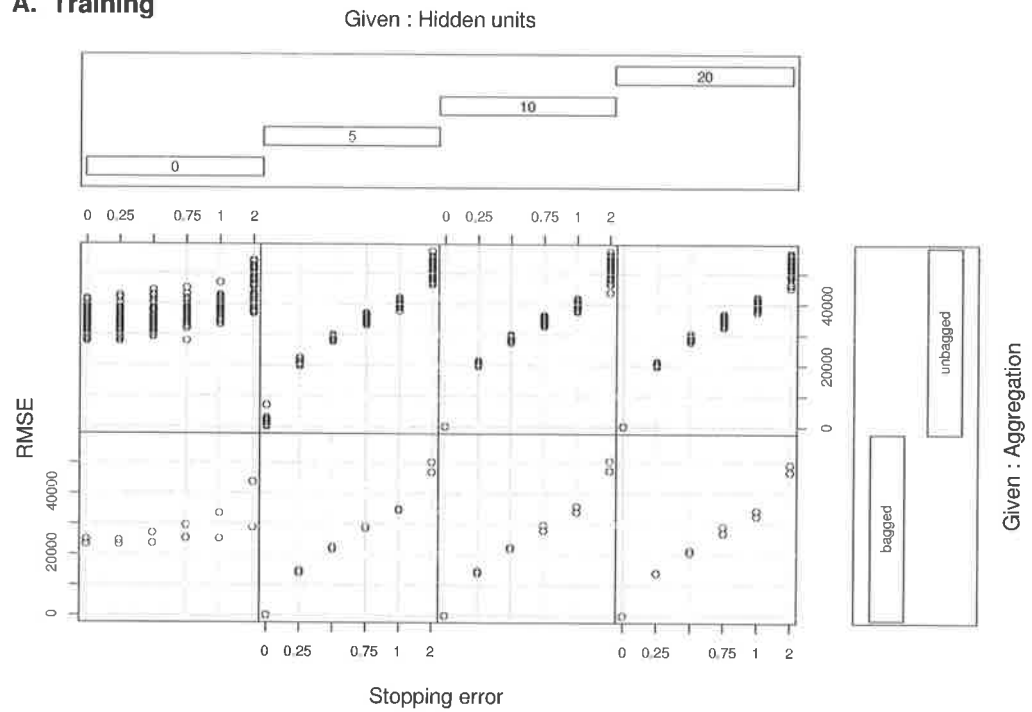 A. Training
Given : Hidden units
20
10
5
0
0 0.25 0.75 1 2 0 0.25 0.75 1 2
RMSE
0 20000 40000
0 20000 40000
unbagged
bagged
Given : Aggregation
0 0.25 0.75 1 2 0 0.25 0.75 1 2
Stopping error